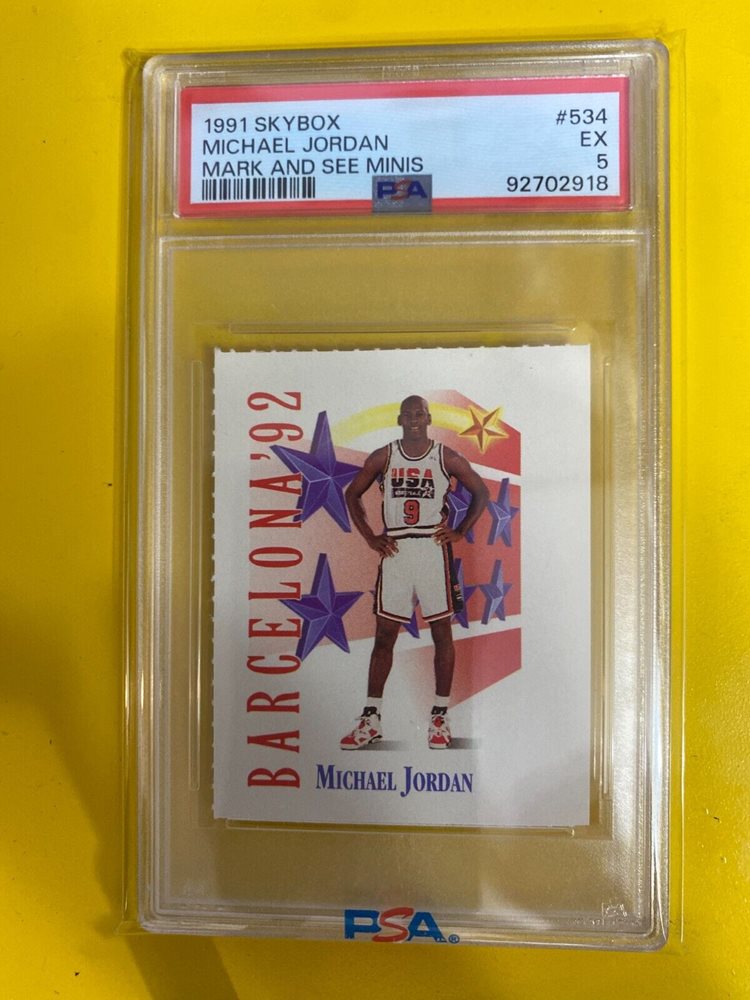 1991 SKYBOX
MICHAEL JORDAN
MARK AND SEE MINIS
#534
EX
5
92702918
PSA
BARCELONA'92
USA
9
MICHAEL JORDAN
PSA®